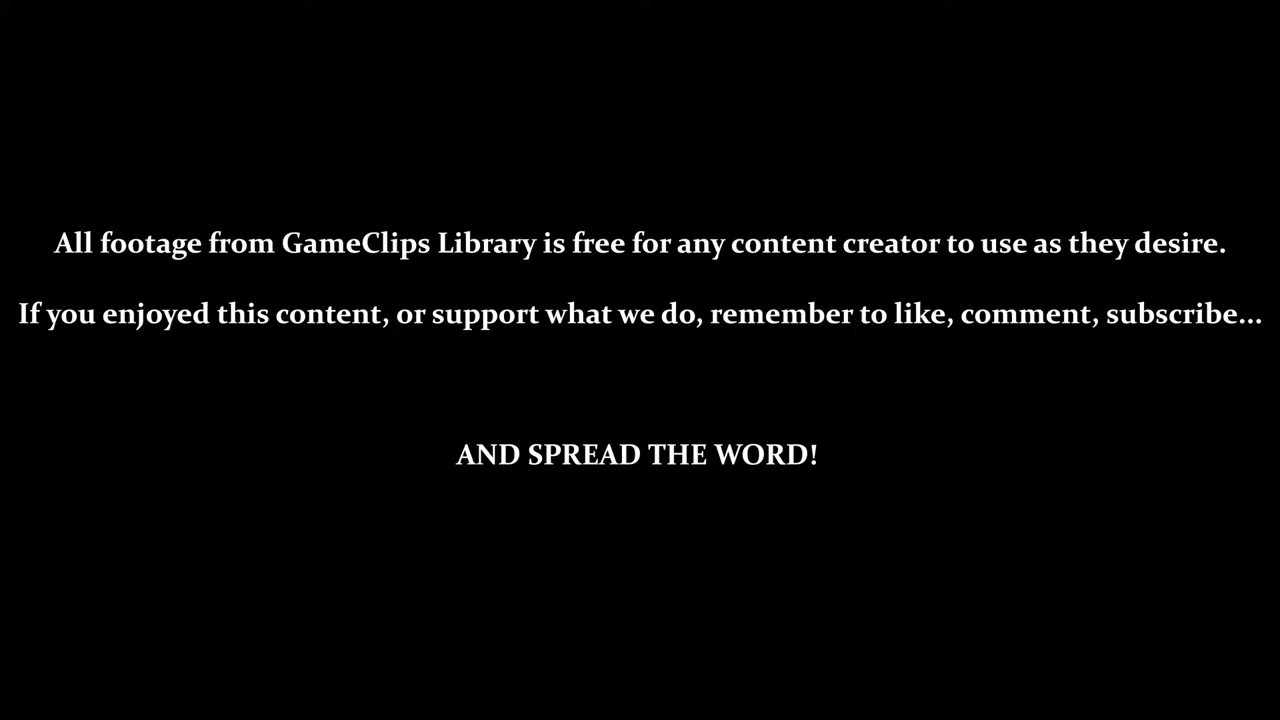 All footage from GameClips Library is free for any content creator to use as they desire.
If you enjoyed this content, or support what we do, remember to like, comment, subscribe...
AND SPREAD THE WORD!